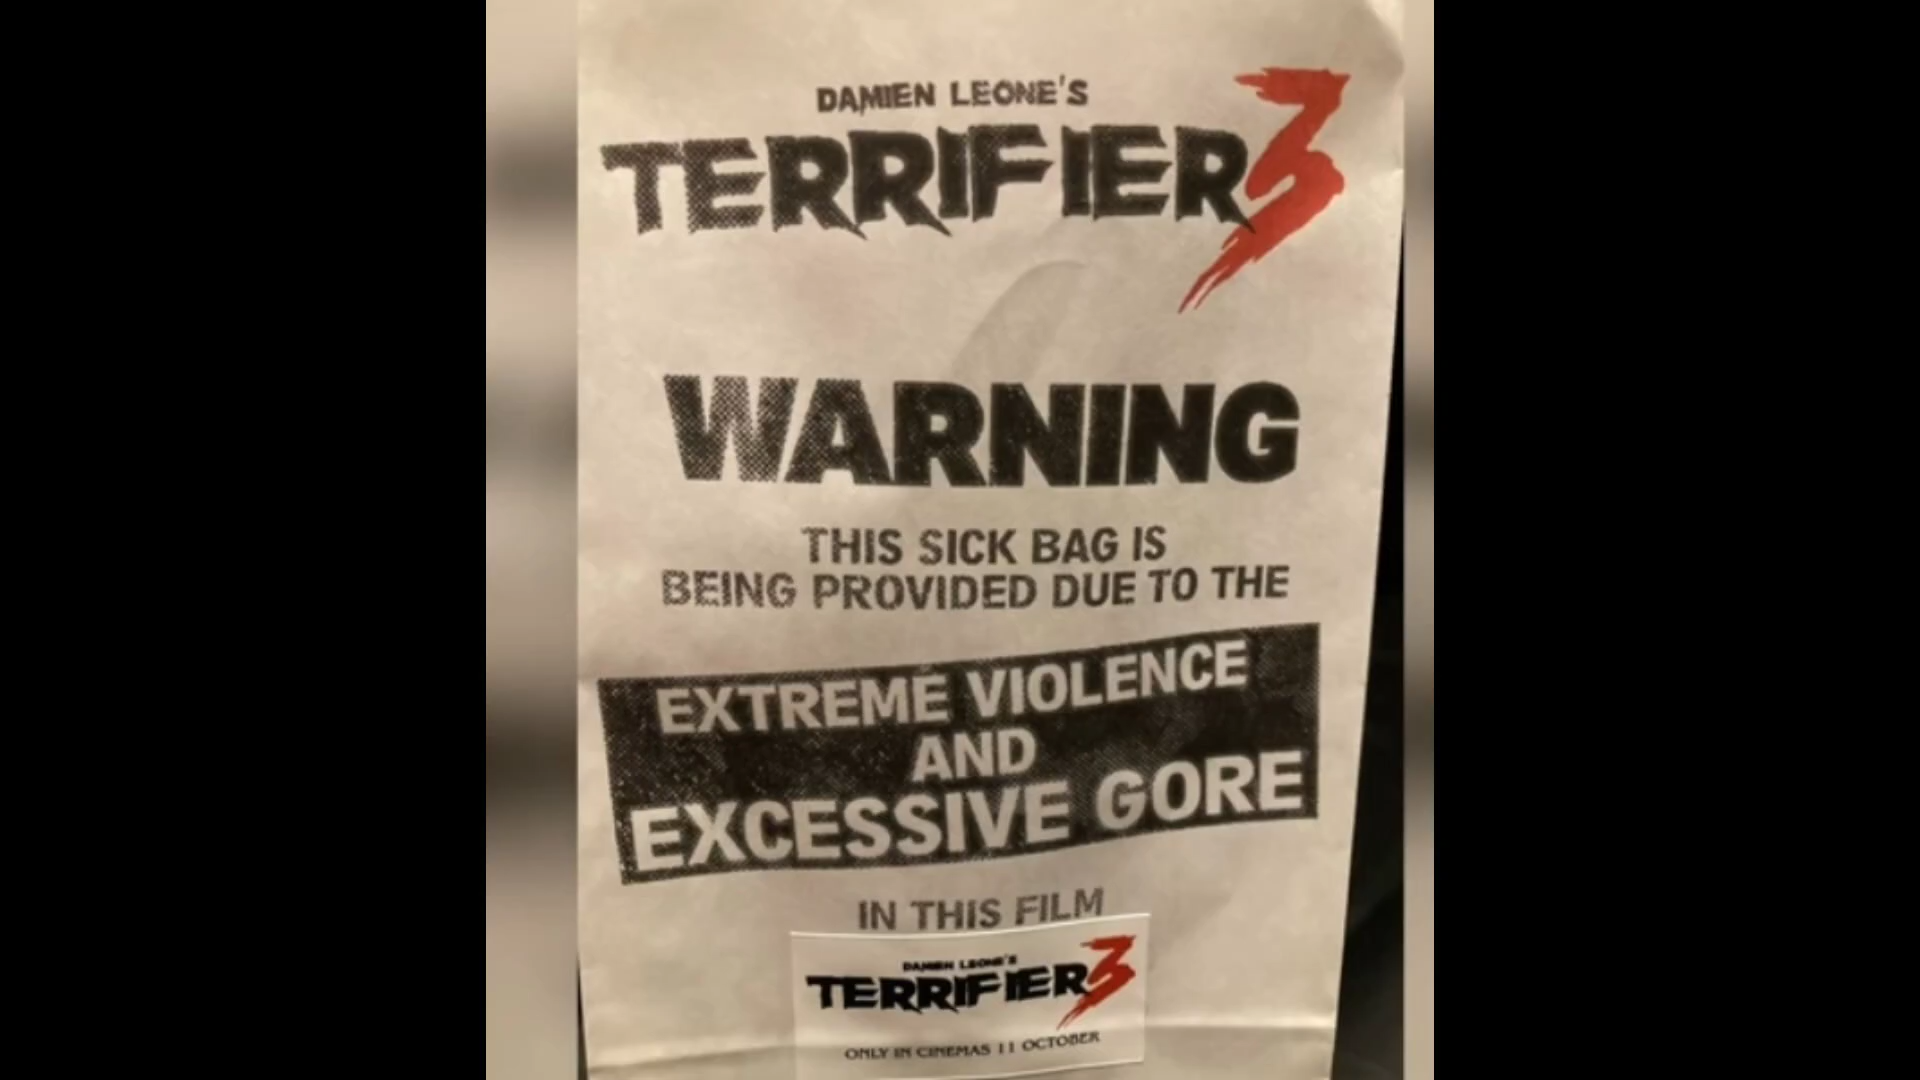 DAMIEN LEONE'S
TERRIFIER 3
WARNING
THIS SICK BAG IS
BEING PROVIDED DUE TO THE
EXTREME VIOLENCE
AND
EXCESSIVE GORE
IN THIS FILM
DAMIEN LEONE'S
TERRIFIER 3
ONLY IN CINEMAS 11 OCTOBER